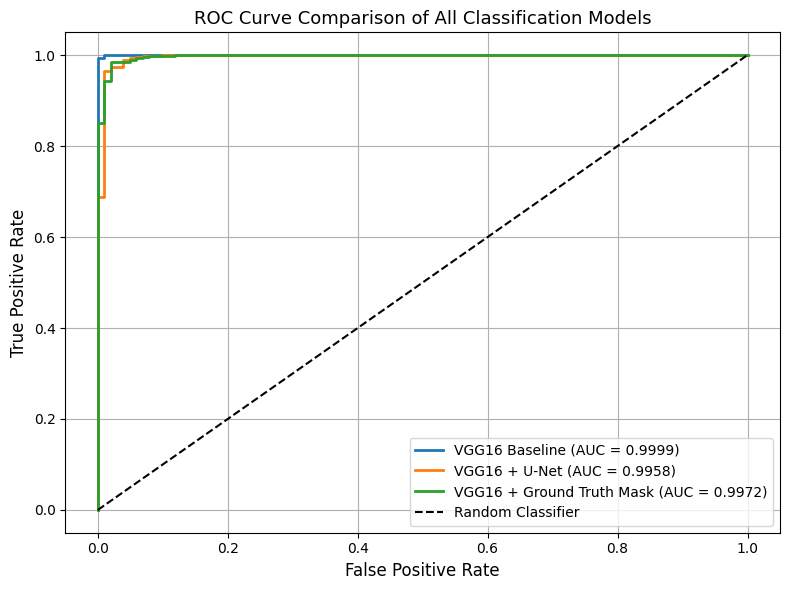 ROC Curve Comparison of All Classification Models
True Positive Rate
1.0
0.8
0.6
0.4
0.2
0.0
VGG16 Baseline (AUC = 0.9999)
VGG16 + U-Net (AUC = 0.9958)
VGG16 + Ground Truth Mask (AUC = 0.9972)
Random Classifier
0.0 0.2 0.4 0.6 0.8 1.0
False Positive Rate